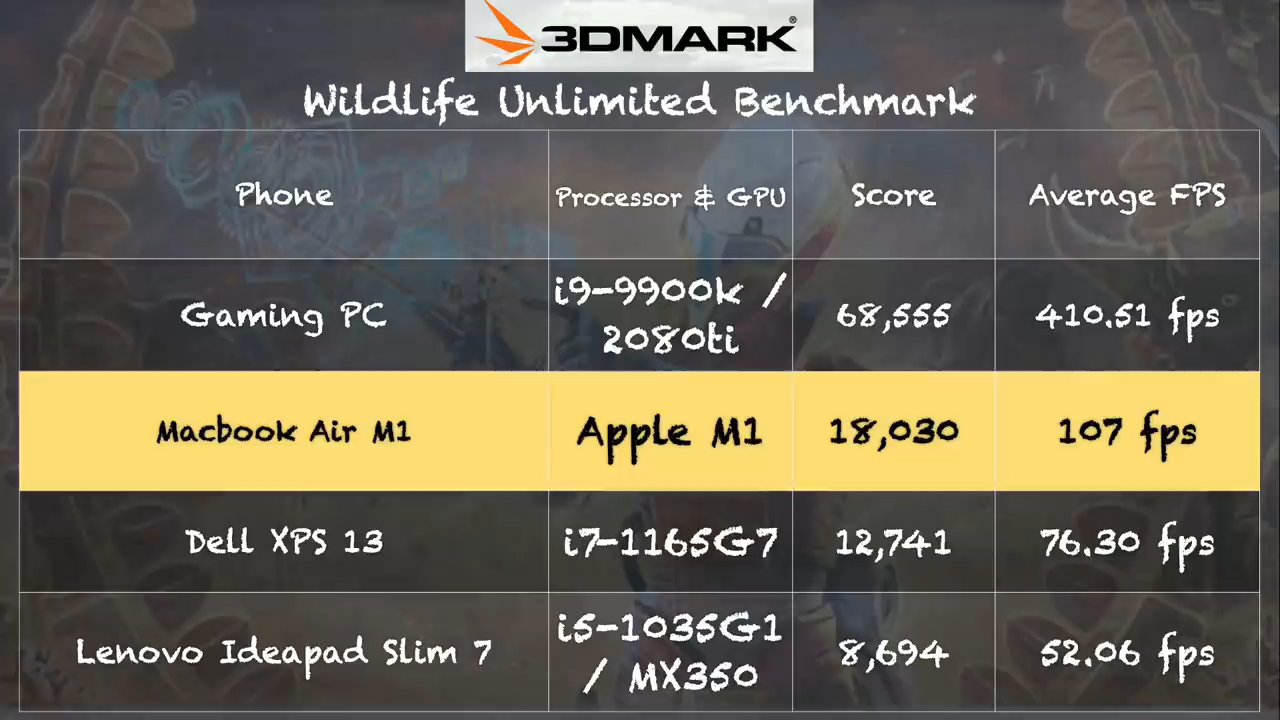 3DMARK®
Wildlife Unlimited Benchmark
Phone
Processor & GPU
Score
Average FPS
Gaming PC
i9-9900k /
2080ti
68,555
410.51 fps
Macbook Air M1
Apple M1
18,030
107 fps
Dell XPS 13
i7-1165G7
12,741
76.30 fps
Lenovo Ideapad Slim 7
i5-1035G1
/ MX350
8,694
52.06 fps